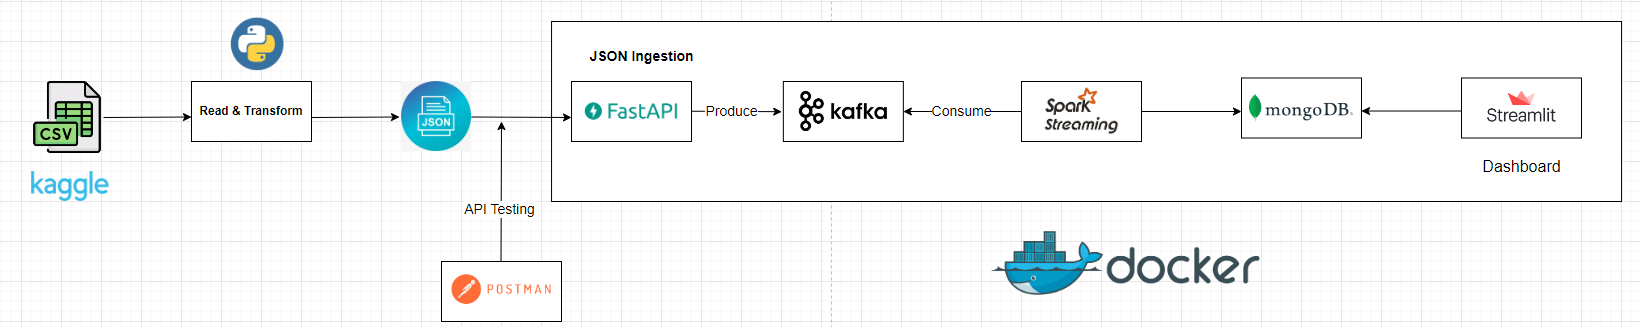 JSON Ingestion
CSV
kaggle
Read & Transform
JSON
FastAPI
Produce
kafka
Consume
Spark
Streaming
mongoDB.
Streamlit
Dashboard
API Testing
POSTMAN
docker